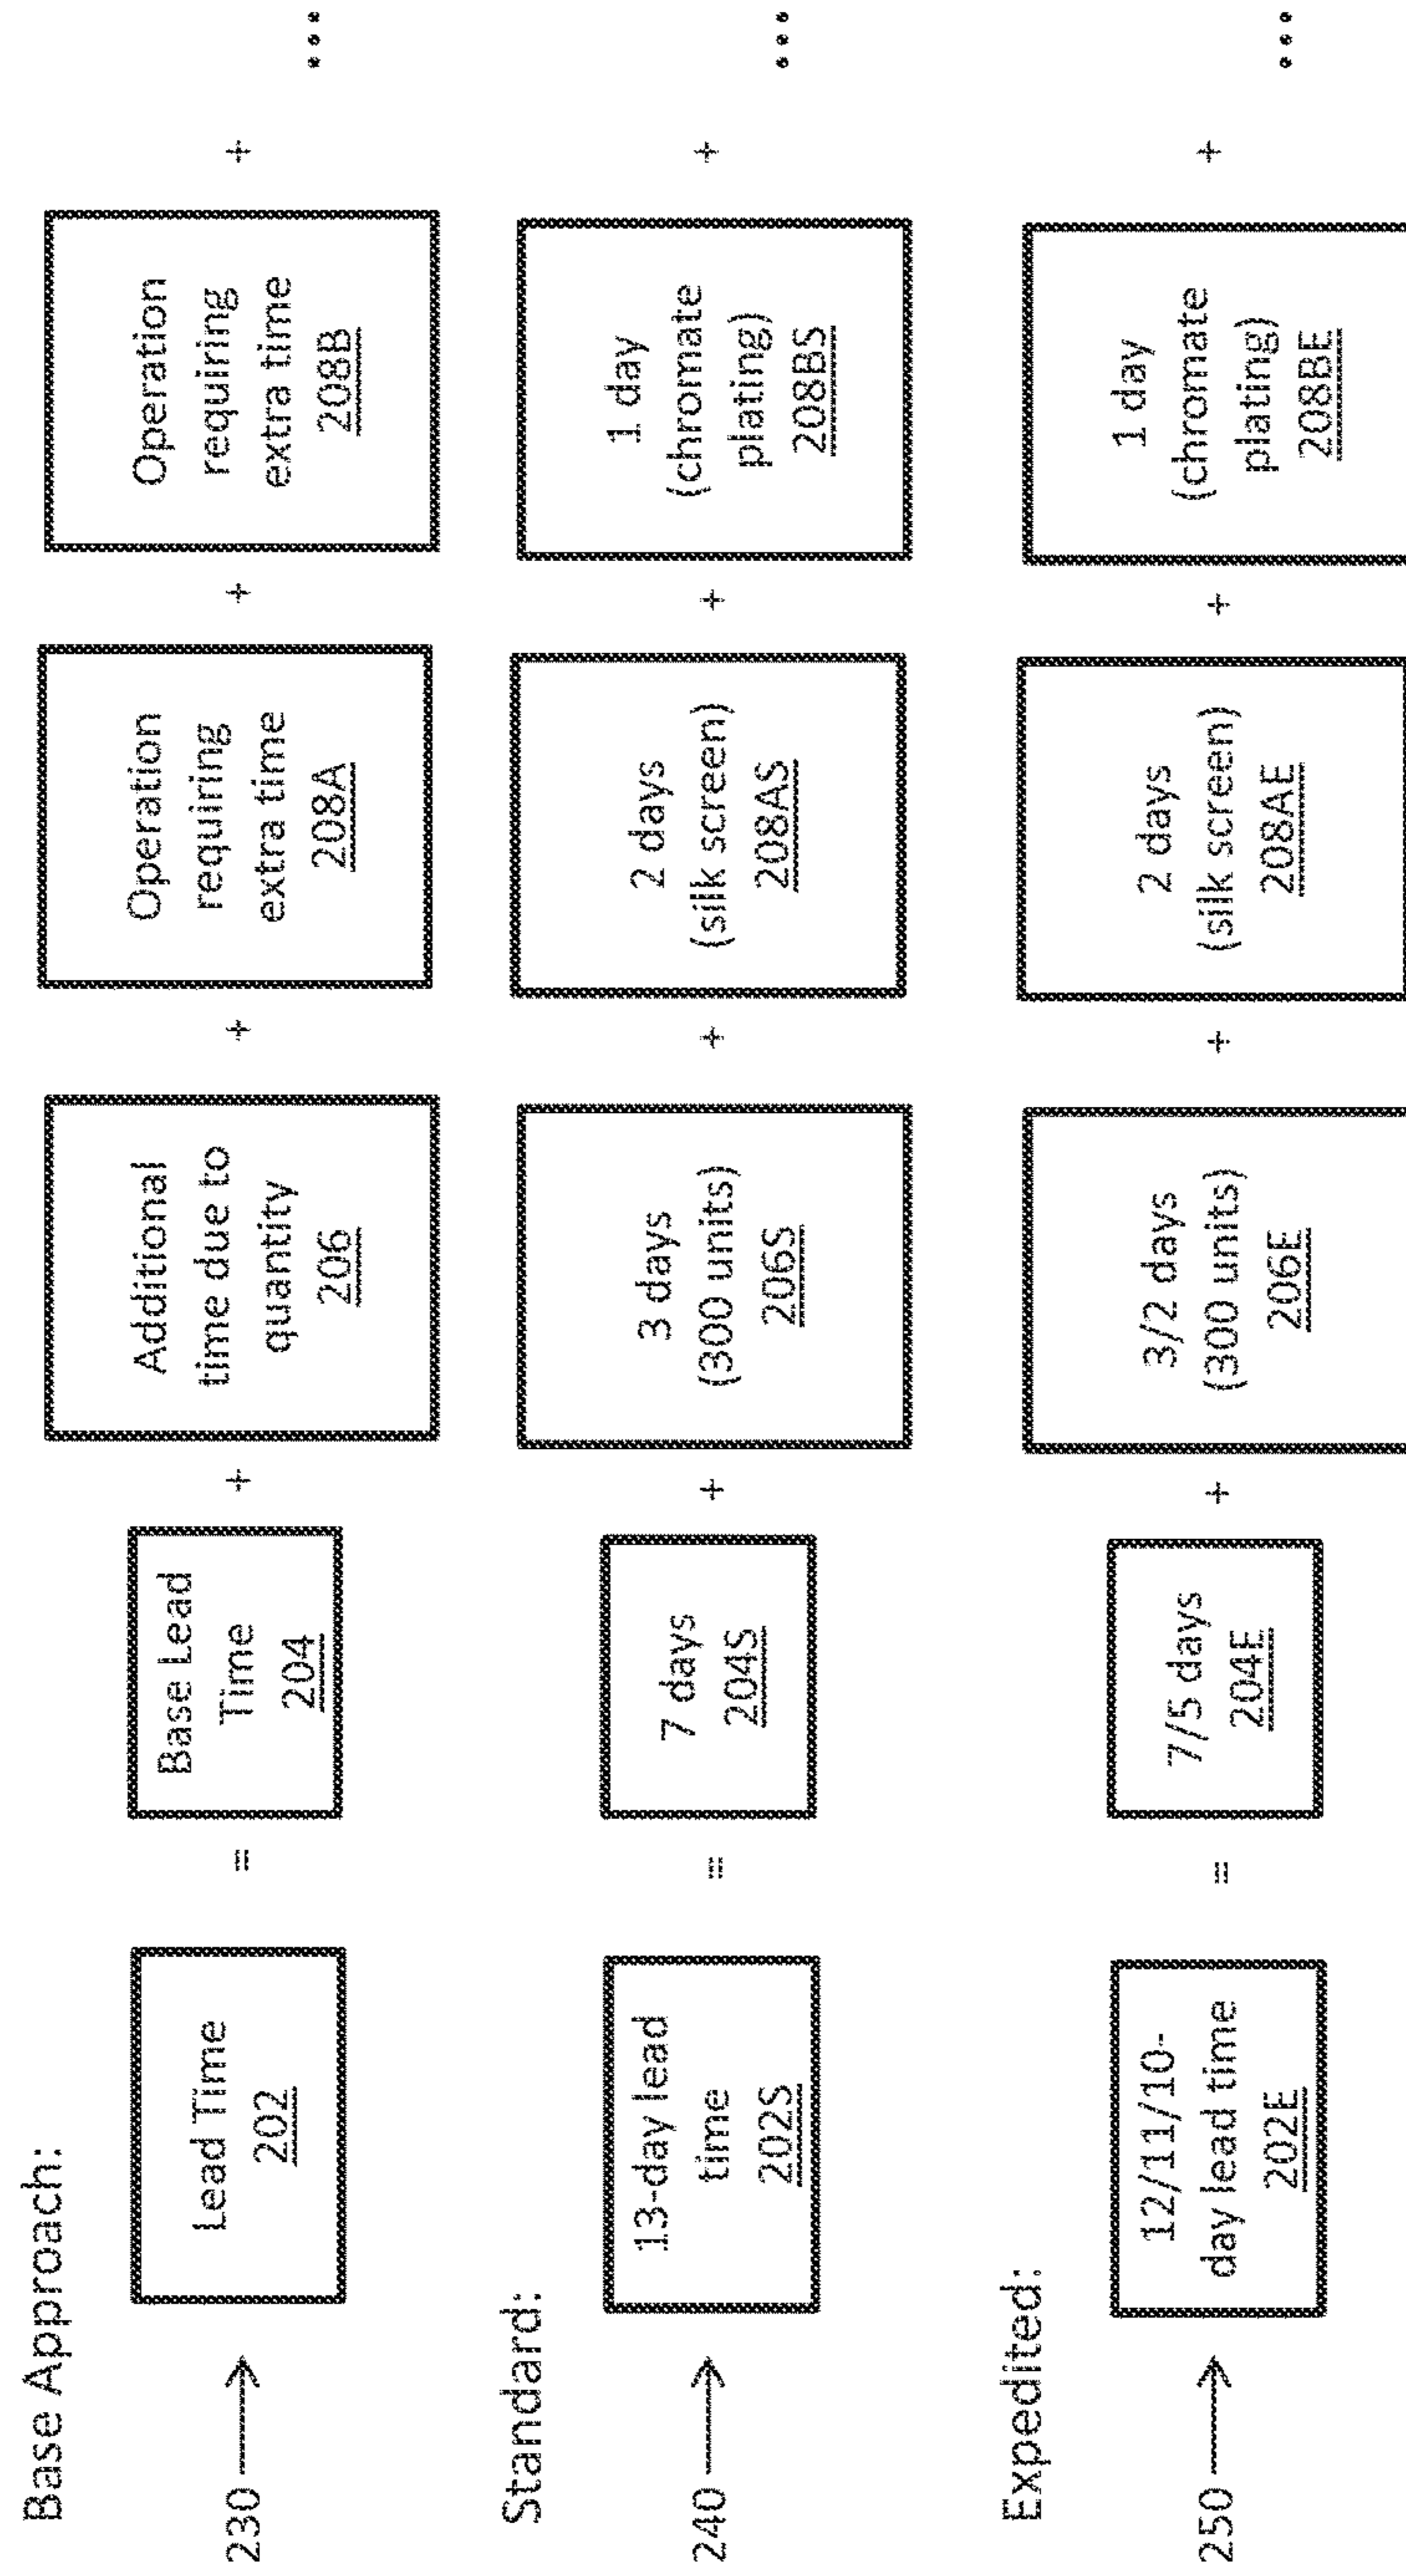 Base Approach:
230
Lead Time
202
=
Base Lead
Time
204
+
Additional
time due to
quantity
206
+
Operation
requiring
extra time
208A
+
Operation
requiring
extra time
208B
+
...
Standard:
240
13-day lead
time
202S
=
7 days
204S
+
3 days
(300 units)
206S
+
2 days
(silk screen)
208AS
+
1 day
(chromate
plating)
208BS
+
...
Expedited:
250
12/11/10-
day lead time
202E
=
7/5 days
204E
+
3/2 days
(300 units)
206E
+
2 days
(silk screen)
208AE
+
1 day
(chromate
plating)
208BE
+
...